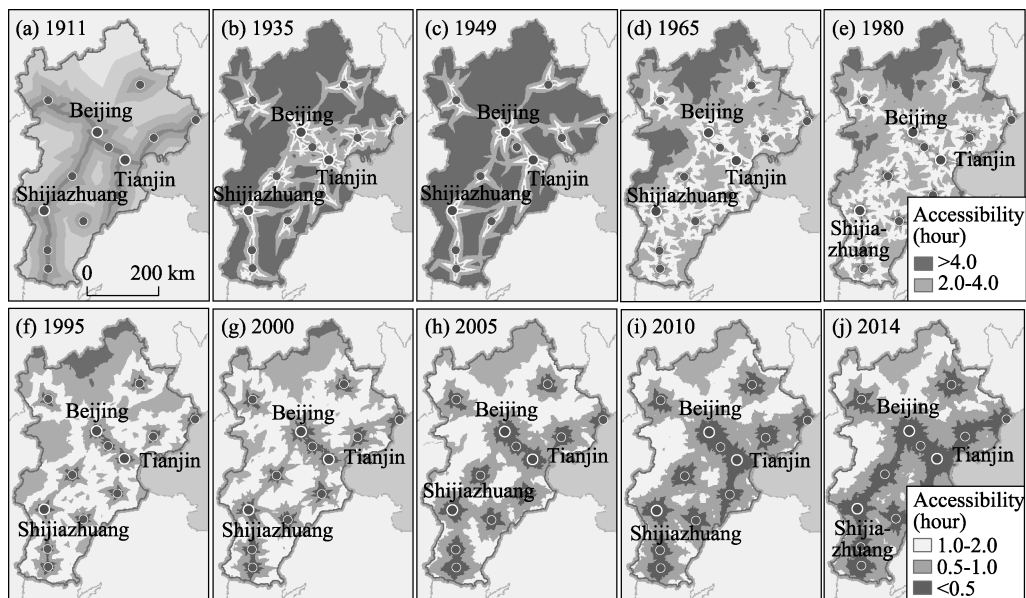 (a) 1911
Beijing
Tianjin
Shijiazhuang
0 200 km
(b) 1935
Beijing
Tianjin
Shijiazhuang
(c) 1949
Beijing
Tianjin
Shijiazhuang
(d) 1965
Beijing
Tianjin
Shijiazhuang
(e) 1980
Beijing
Tianjin
Shijia-
zhuang
Accessibility
(hour)
>4.0
2.0-4.0
(f) 1995
Beijing
Tianjin
Shijiazhuang
(g) 2000
Beijing
Tianjin
Shijiazhuang
(h) 2005
Beijing
Tianjin
Shijiazhuang
(i) 2010
Beijing
Tianjin
Shijiazhuang
(j) 2014
Beijing
Tianjin
Shijia-
zhuang
Accessibility
(hour)
1.0-2.0
0.5-1.0
<0.5